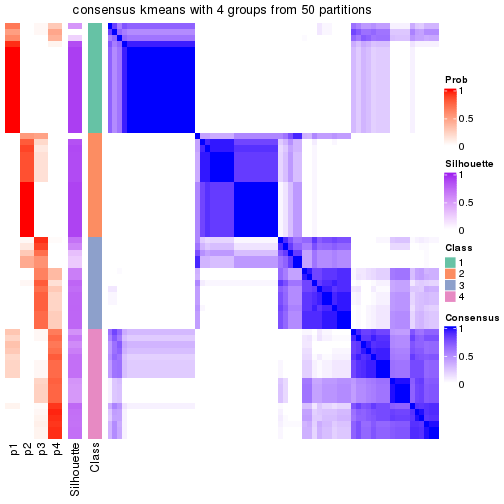 consensus kmeans with 4 groups from 50 partitions
Prob
1
0.5
0
Silhouette
1
0.5
0
Class
1
2
3
4
Consensus
1
0.5
0
p1
p2
p3
p4
Silhouette
Class